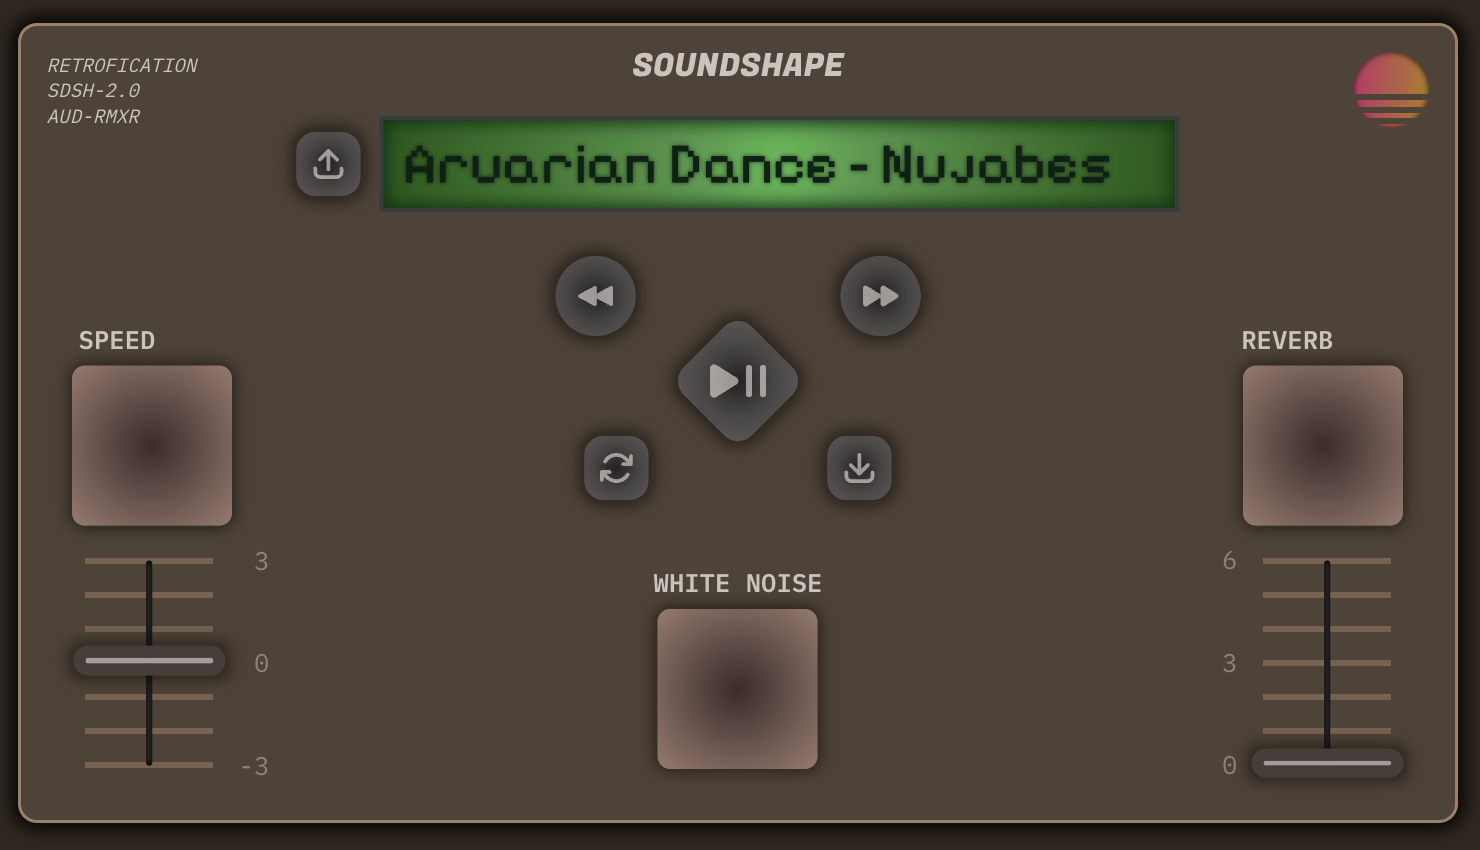 RETROFICATION
SDSH-2.0
AUD-RMXR
SOUNDSHAPE
Aruarian Dance - Nujabes
SPEED
REVERB
3
0
-3
WHITE NOISE
6
3
0